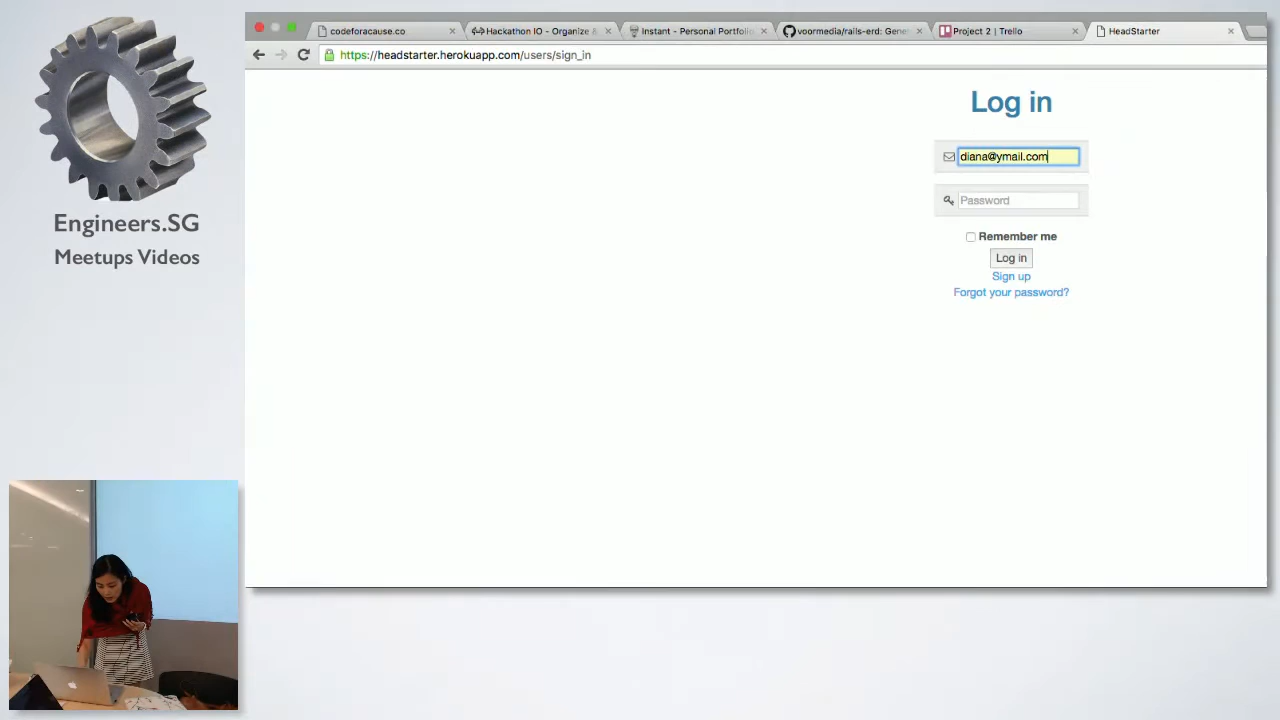 Engineers.SG
Meetups Videos
codeforacause.co
Hackathon IO - Organize &
Instant - Personal Portfolio
voormedia/rails-erd: Gene
Project 2 | Trello
HeadStarter
https://headstarter.herokuapp.com/users/sign_in
Log in
diana@ymail.com
Password
Remember me
Log in
Sign up
Forgot your password?